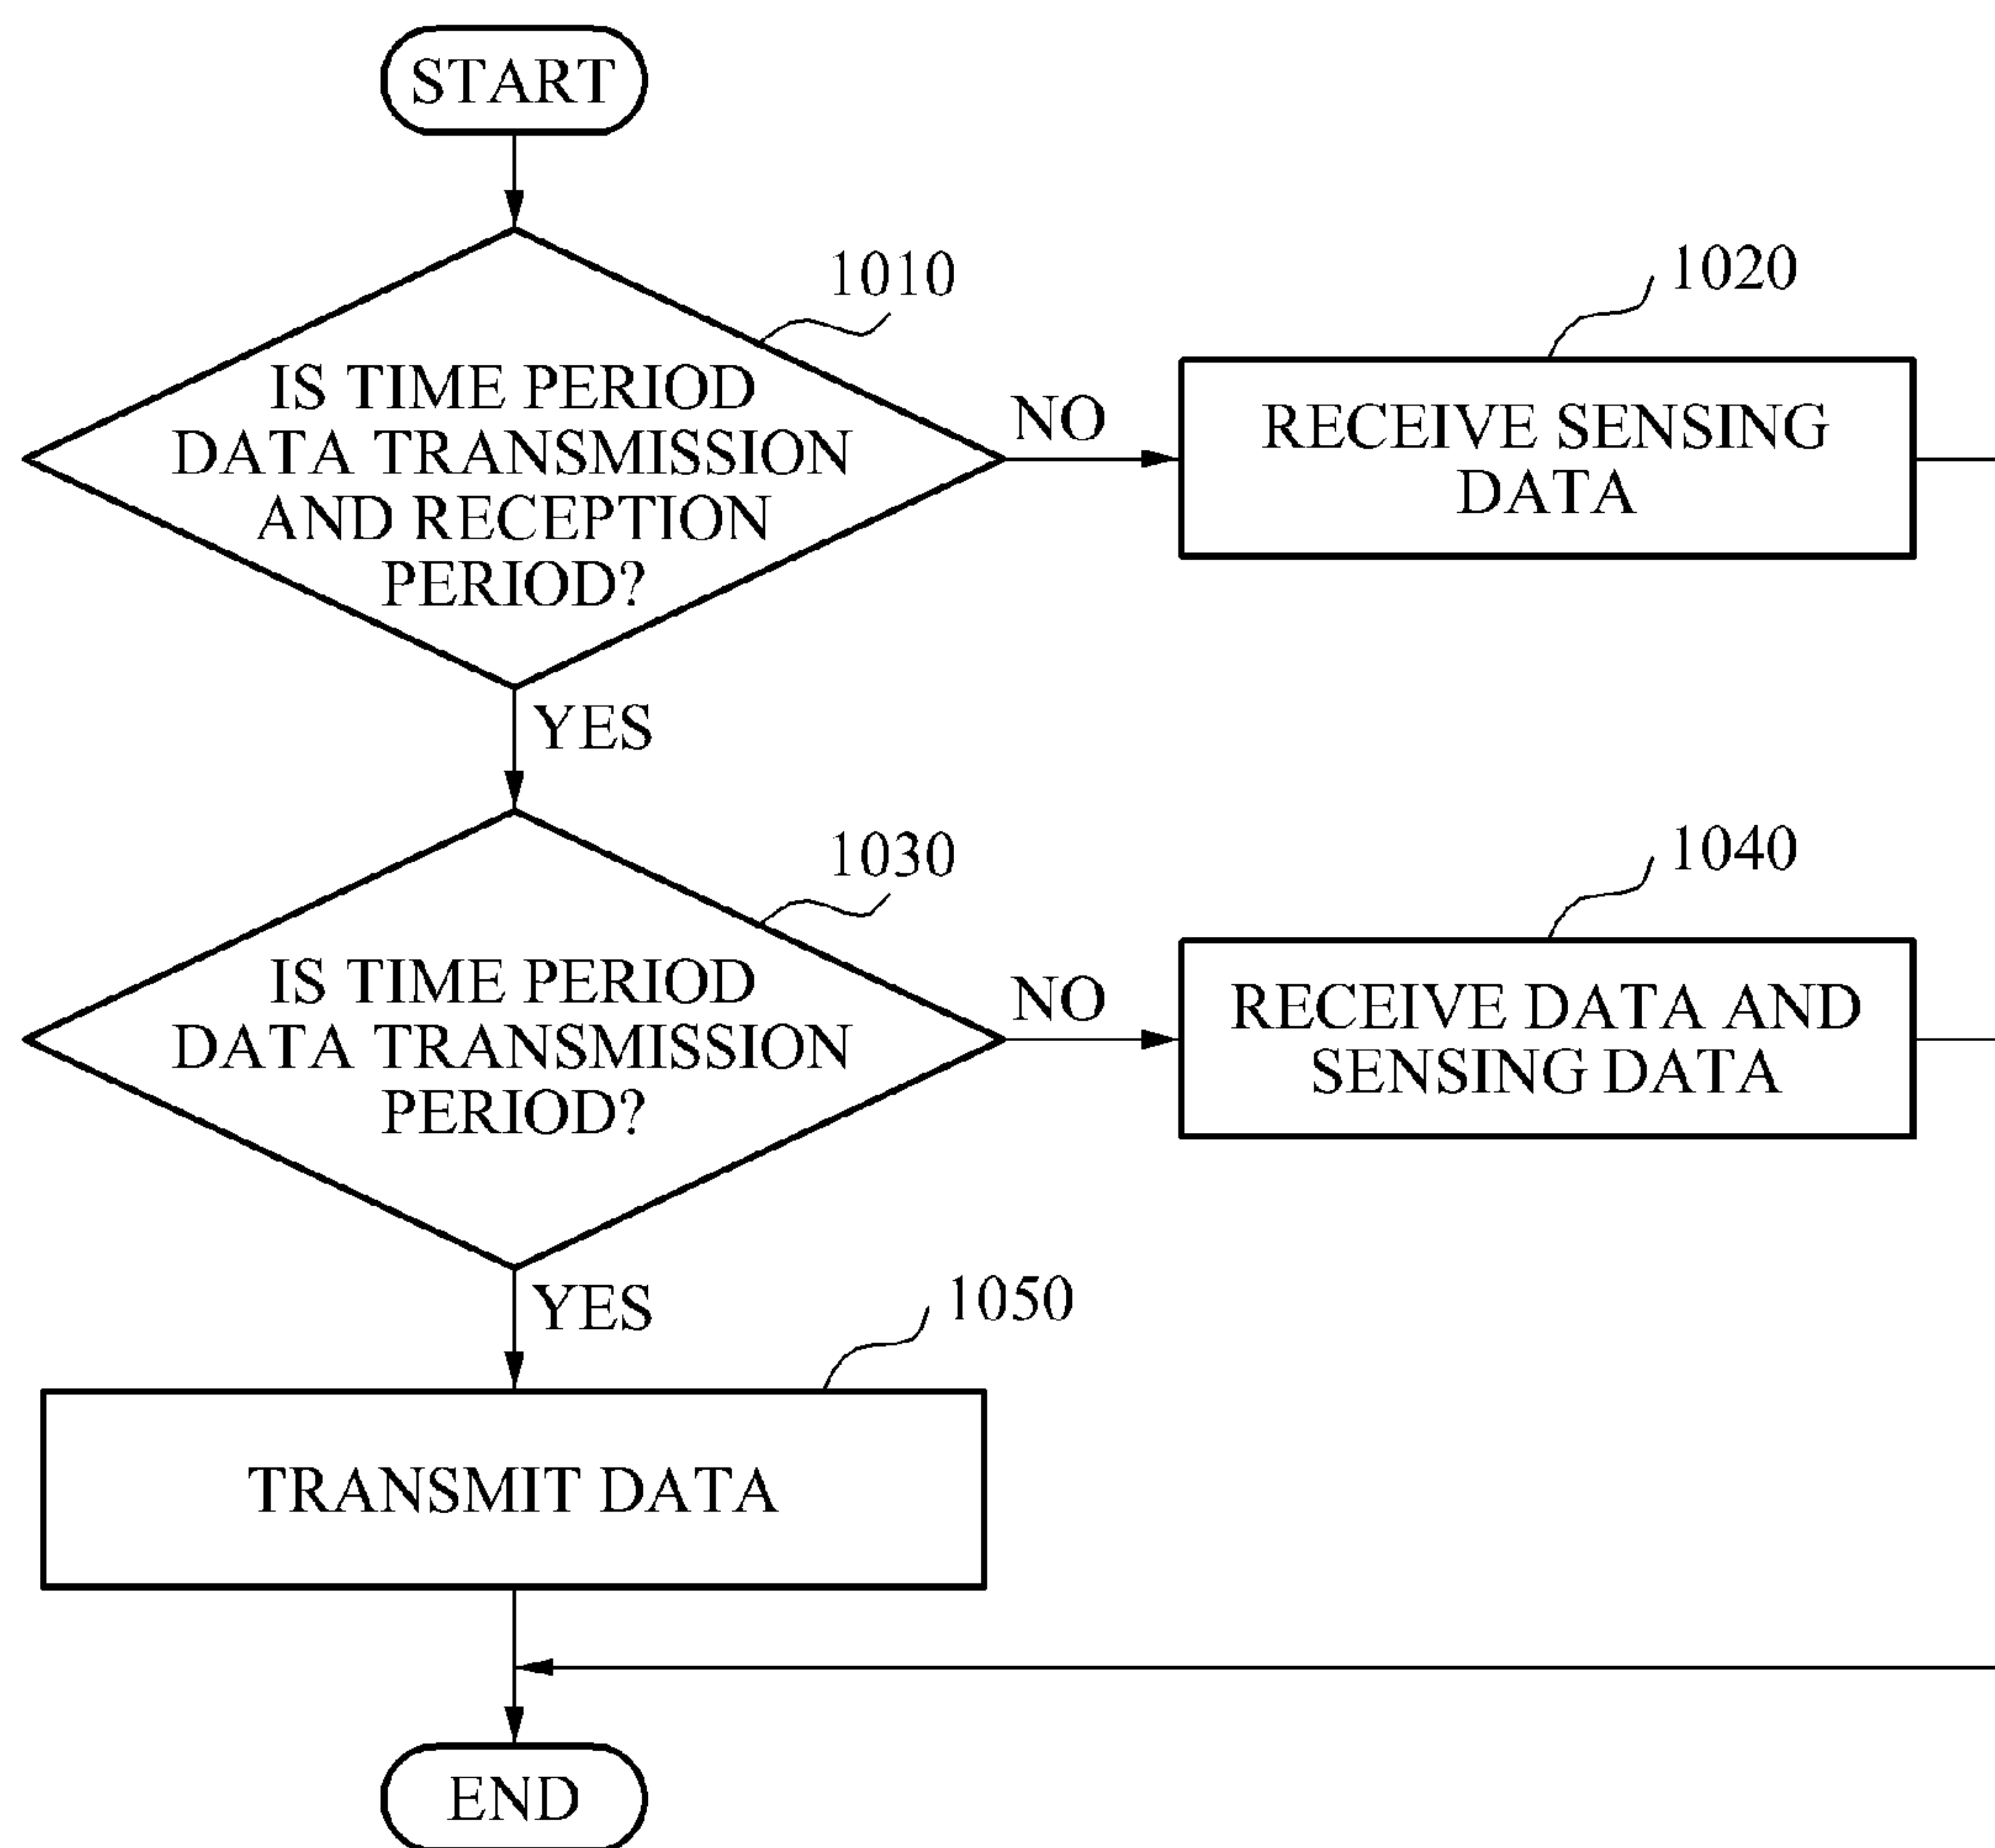 START
1010
IS TIME PERIOD
DATA TRANSMISSION
AND RECEPTION
PERIOD?
NO
1020
RECEIVE SENSING
DATA
YES
1030
IS TIME PERIOD
DATA TRANSMISSION
PERIOD?
NO
1040
RECEIVE DATA AND
SENSING DATA
YES
1050
TRANSMIT DATA
END